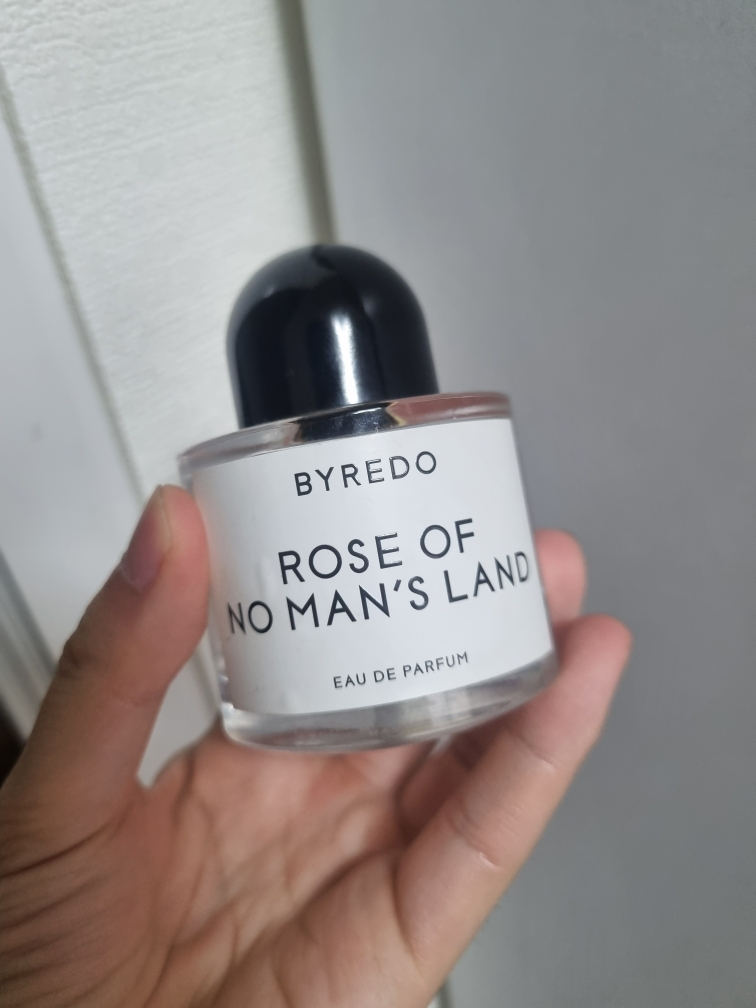 BYREDO
ROSE OF
NO MAN'S LAND
EAU DE PARFUM